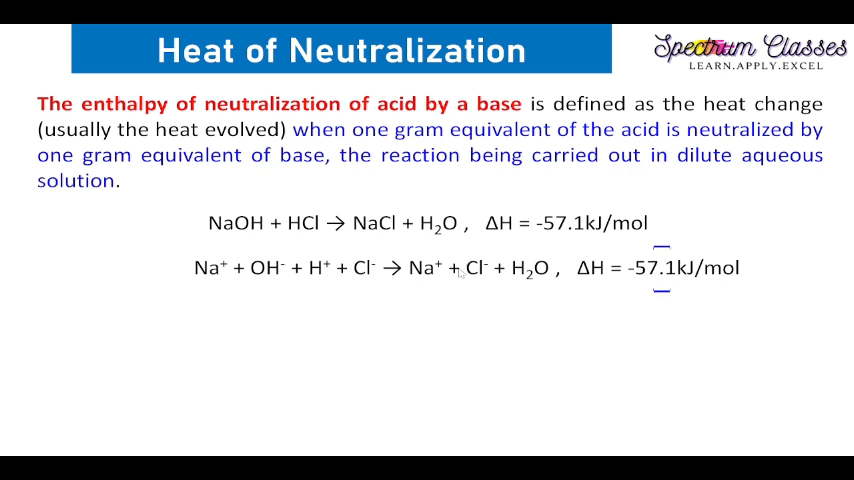 Heat of Neutralization
Spectrum Classes
LEARN.APPLY.EXCEL
The enthalpy of neutralization of acid by a base is defined as the heat change
(usually the heat evolved) when one gram equivalent of the acid is neutralized by
one gram equivalent of base, the reaction being carried out in dilute aqueous
solution.
NaOH + HCl → NaCl + H₂O , ΔH = -57.1kJ/mol
Na⁺ + OH⁻ + H⁺ + Cl⁻ → Na⁺ + Cl⁻ + H₂O , ΔH = -57.1kJ/mol